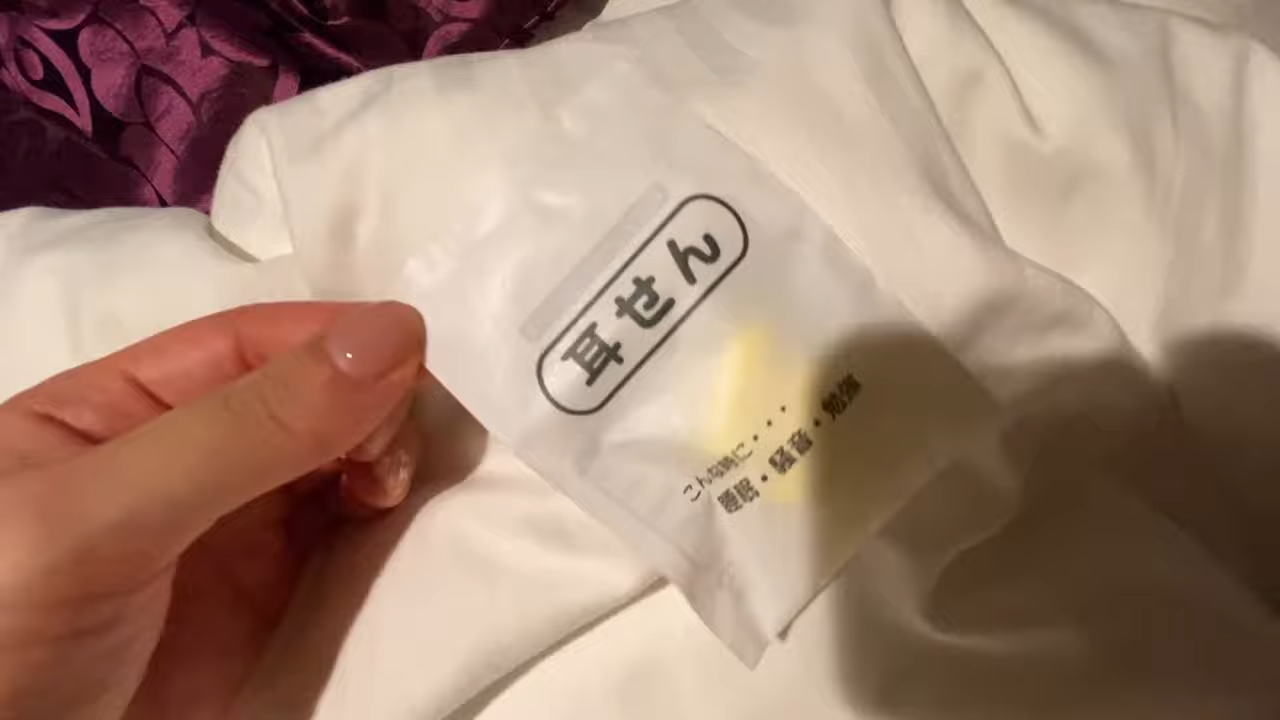 耳せん
こんな時に・・・
睡眠・騒音・勉強